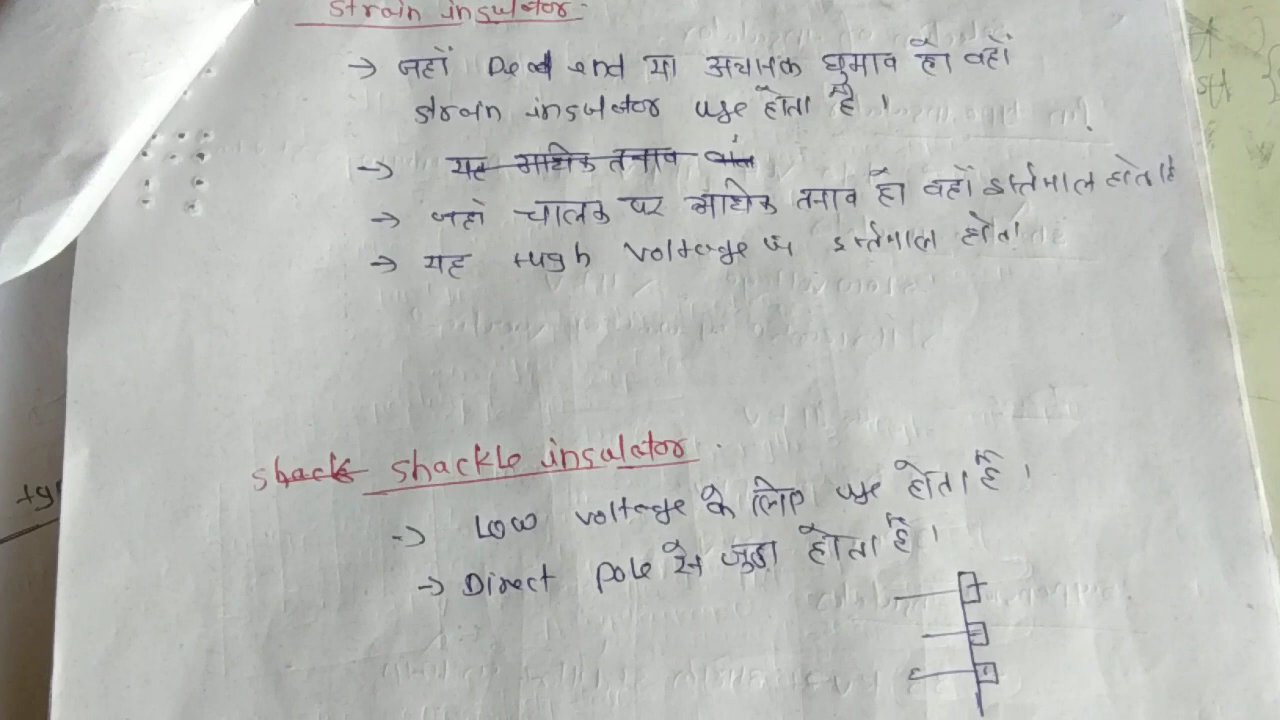 strain insulator
→ जहाँ Dead end या अचानक घुमाव हो वहाँ
strain insulator use होता है ।
→ यह अधिक तनाव
→ जहां चालक पर अधिक तनाव हो वहाँ इस्तेमाल होता है
→ यह High voltage में इस्तेमाल होता
shackle insulator
→ Low voltage के लिए use होता है ।
→ Direct pole से जुड़ा होता है ।